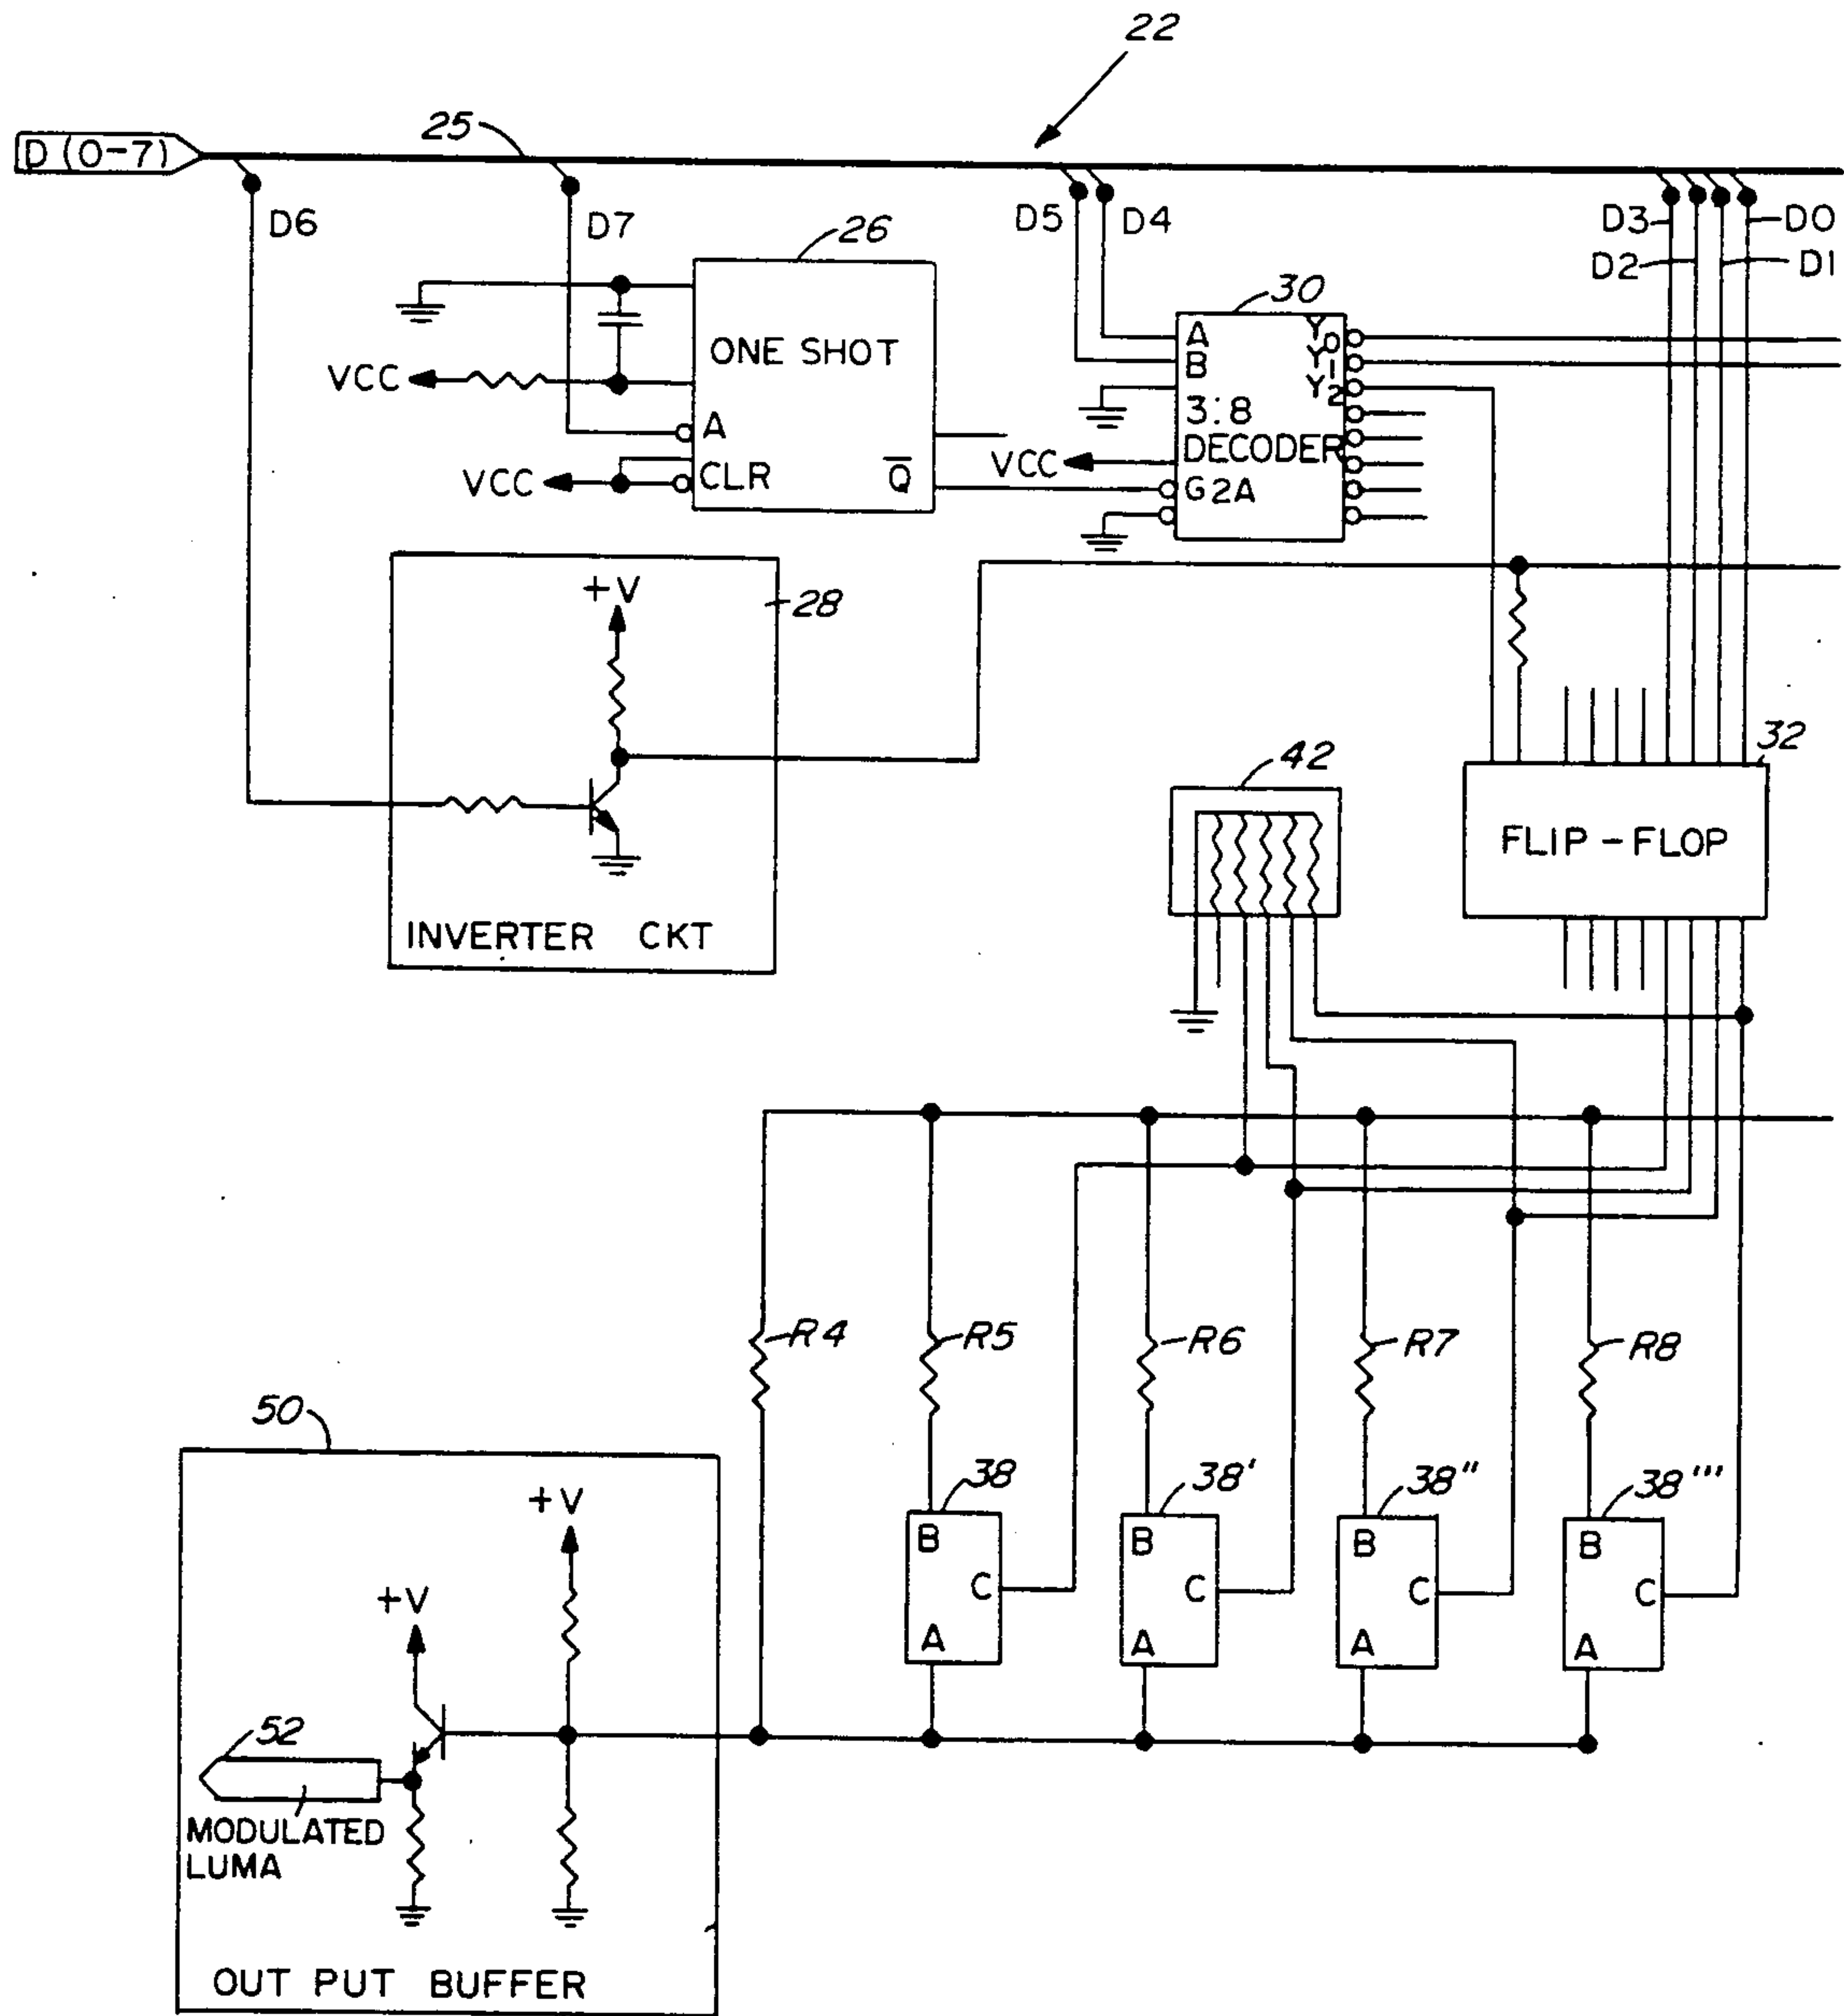 22
25
D (0-7)
D6
D7
D5
D4
D3
D0
D2
D1
26
30
ONE SHOT
VCC
A
VCC
CLR
Q̅
A
B
3:8
DECODER
VCC
G2A
Y0
Y1
Y2
+V
28
INVERTER CKT
42
32
FLIP-FLOP
R4
R5
R6
R7
R8
50
38
38'
38"
38'''
B
C
A
B
C
A
B
C
A
B
C
A
+V
+V
52
MODULATED
LUMA
OUT PUT BUFFER